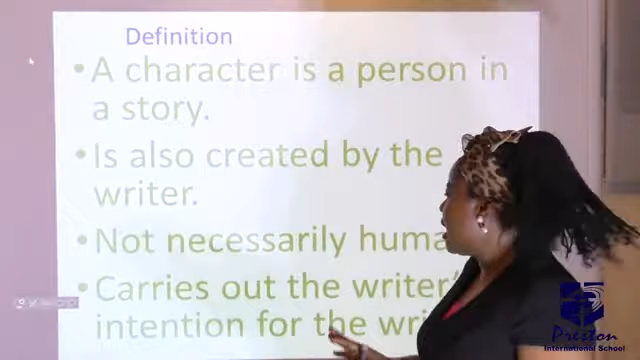 Definition
• A character is a person in
a story.
• Is also created by the
writer.
• Not necessarily huma
• Carries out the writer'
intention for the wri
Preston
International School